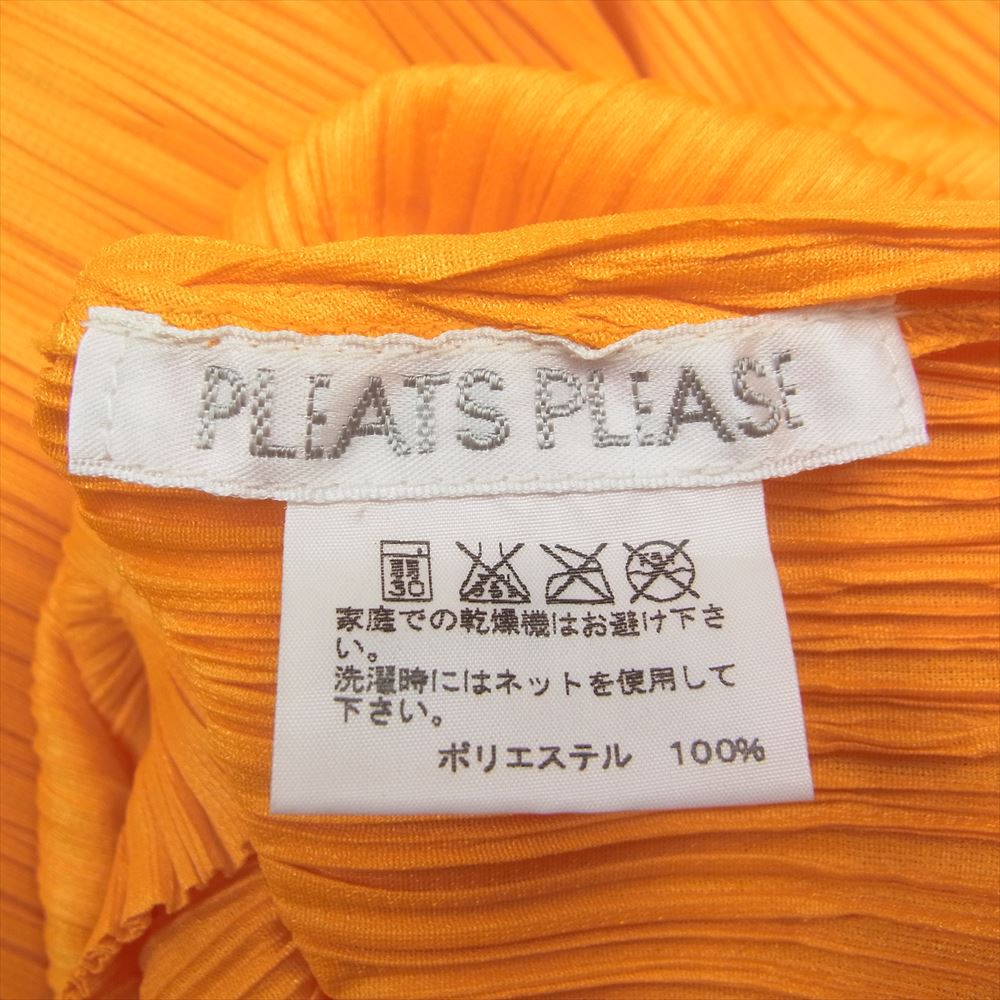 PLEATS PLEASE
弱
30
家庭での乾燥機はお避け下さ
い。
洗濯時にはネットを使用して
下さい。
ポリエステル 100%